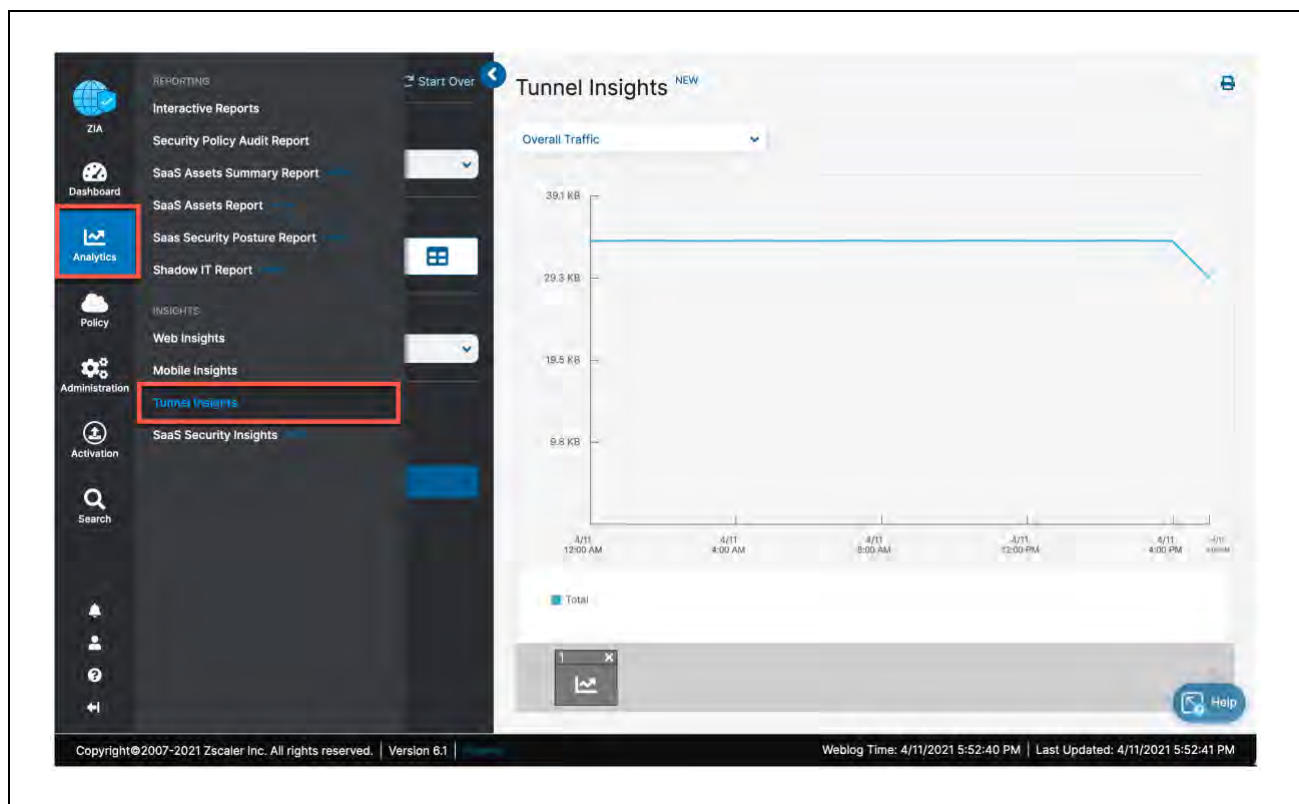 ZIA
Dashboard
Analytics
Policy
Administration
Activation
Search
REPORTING
Interactive Reports
Security Policy Audit Report
SaaS Assets Summary Report
SaaS Assets Report
Saas Security Posture Report
Shadow IT Report
INSIGHTS
Web Insights
Mobile Insights
Tunnel Insights
SaaS Security Insights
Start Over
Tunnel Insights NEW
Overall Traffic
39.1 KB
29.3 KB
19.5 KB
9.8 KB
4/11 4/11 4/11 4/11 4/11 4/11
12:00 AM 4:00 AM 8:00 AM 12:00 PM 4:00 PM
Total
1
Help
Copyright©2007-2021 Zscaler Inc. All rights reserved. | Version 6.1 |
Weblog Time: 4/11/2021 5:52:40 PM | Last Updated: 4/11/2021 5:52:41 PM